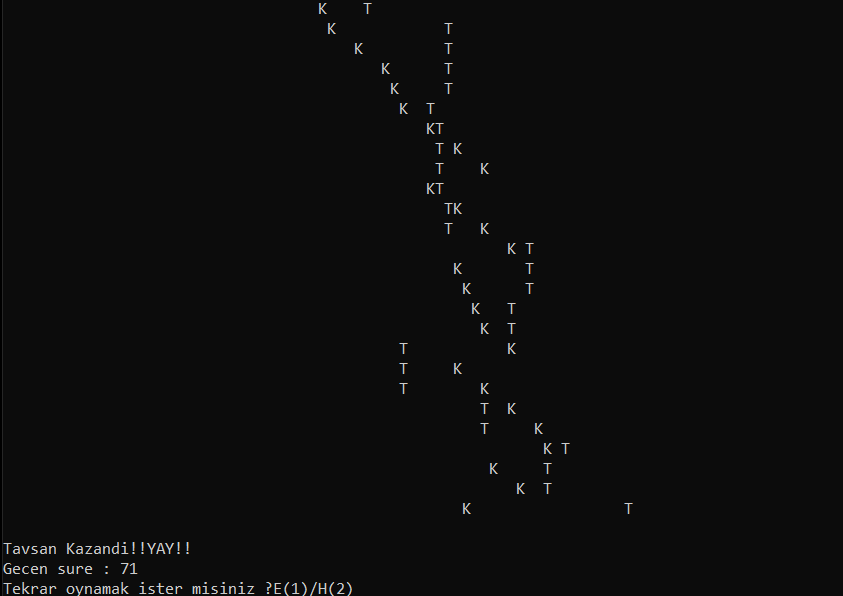 K    T
K            T
K         T
K      T
K     T
K  T
KT
T K
T    K
KT
TK
T   K
K T
K       T
K      T
K   T
K  T
T           K
T     K
T        K
T  K
T     K
K T
K     T
K  T
K                 T
Tavsan Kazandi!!YAY!!
Gecen sure : 71
Tekrar oynamak ister misiniz ?E(1)/H(2)